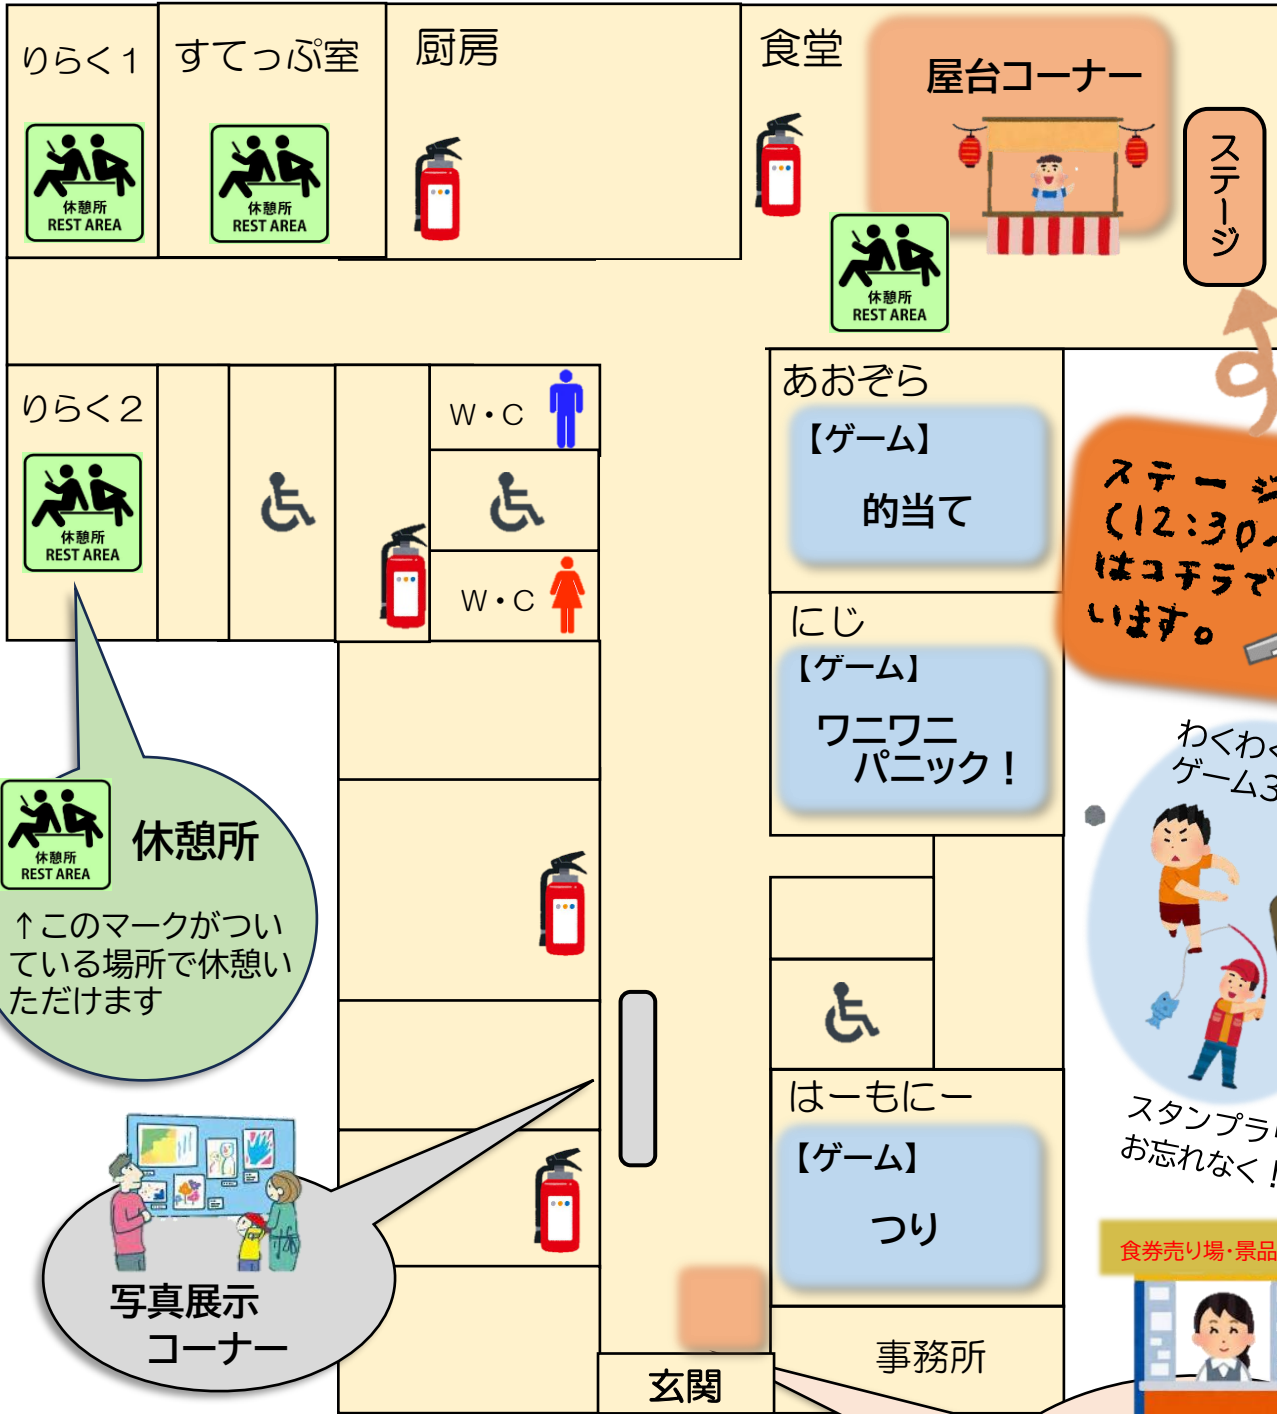 りらく１
すてっぷ室
厨房
食堂
屋台コーナー
ステージ
休憩所
REST AREA
休憩所
REST AREA
休憩所
REST AREA
りらく２
W・C
あおぞら
【ゲーム】
的当て
休憩所
REST AREA
W・C
ステージ
(12:30
はコチラで
います。
にじ
【ゲーム】
ワニワニ
パニック！
わくわく
ゲーム3
休憩所
REST AREA
休憩所
↑このマークがつい
ている場所で休憩い
ただけます
はーもにー
【ゲーム】
つり
スタンプラリ
お忘れなく！
食券売り場・景品
写真展示
コーナー
事務所
玄関